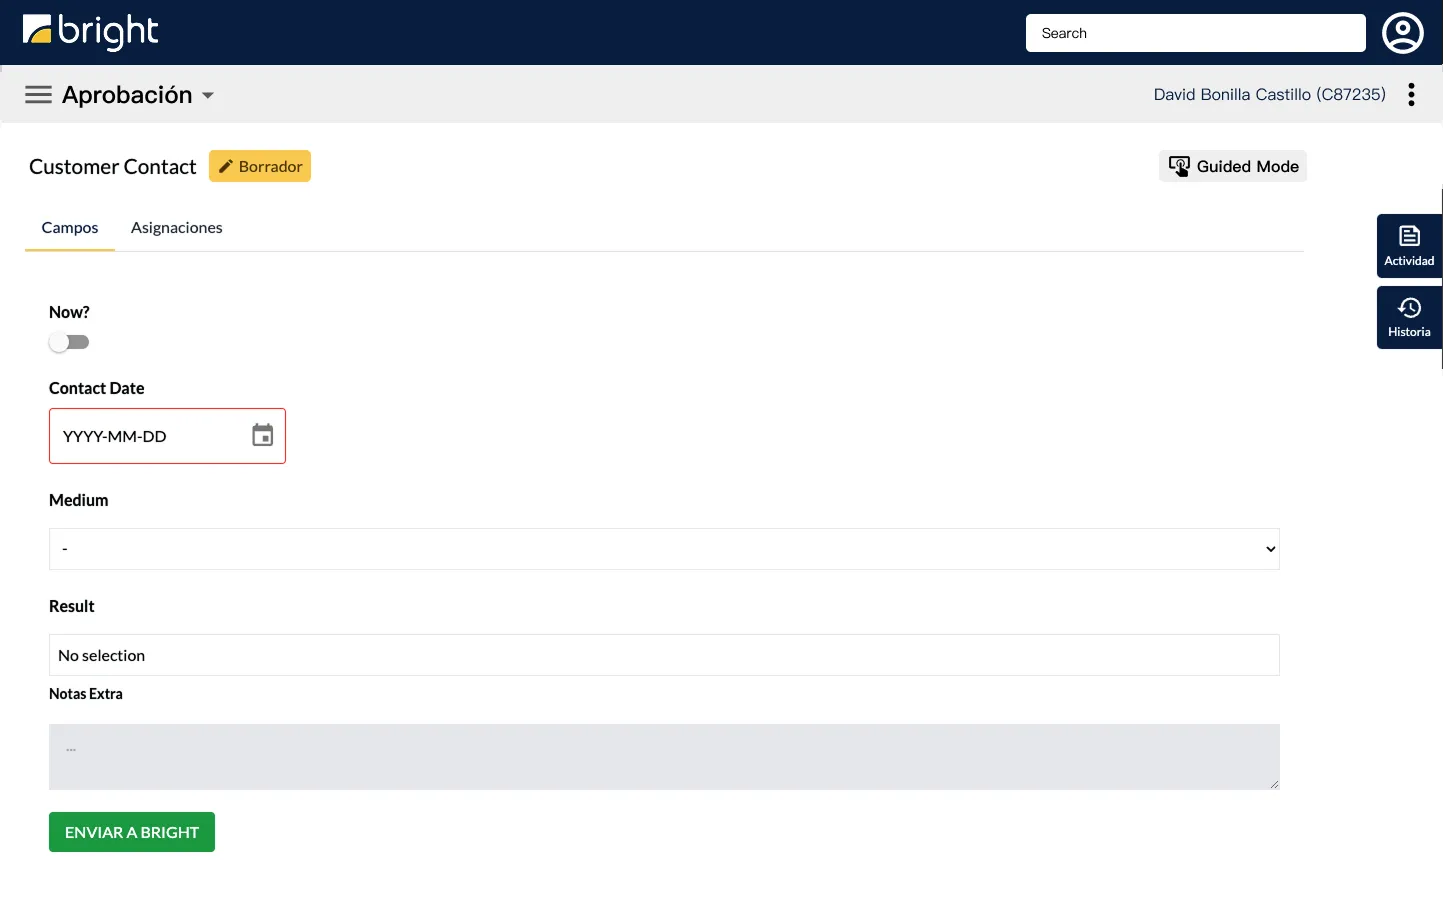 bright
Search
Aprobación
David Bonilla Castillo (C87235)
Customer Contact
Borrador
Guided Mode
Campos
Asignaciones
Actividad
Historia
Now?
Contact Date
YYYY-MM-DD
Medium
-
Result
No selection
Notas Extra
...
ENVIAR A BRIGHT